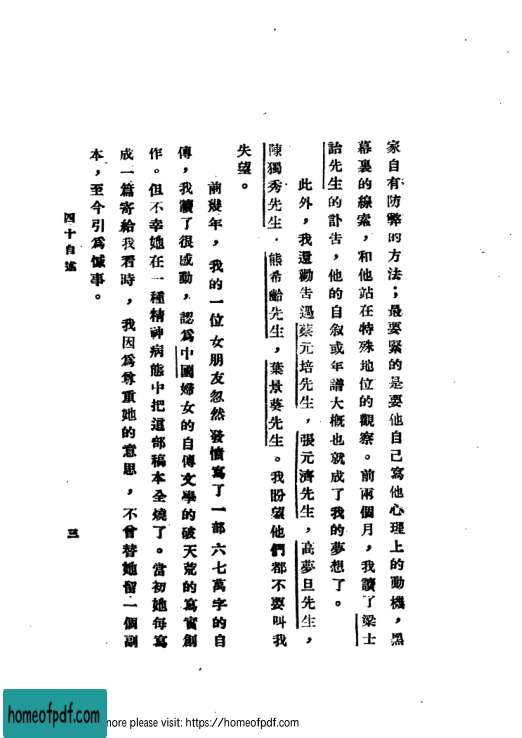 家自有防弊的方法；最要緊的是要他自己寫他心理上的動機，黑
幕裏的線索，和他站在特殊地位的觀察。前兩個月，我讀了梁士
詒先生的訃吿，他的自叙或年譜大槪也就成了我的夢想了。
此外，我還勸吿過蔡元培先生，張元濟先生，高夢旦先生，
陳獨秀先生，熊希齡先生，葉景葵先生。我盼望他們都不要叫我
失望。
前幾年，我的一位女朋友忽然發憤寫了一部六七萬字的自
傳，我讀了很感動，認爲中國婦女的自傳文學的破天荒的寫實創
作。但不幸她在一種精神病態中把這部稿本全燒了。當初她每寫
成一篇寄給我看時，我因爲尊重她的意思，不曾替她留一個副
本，至今引爲憾事。
四十自述
三
homeofpdf.com
more please visit: https://homeofpdf.com